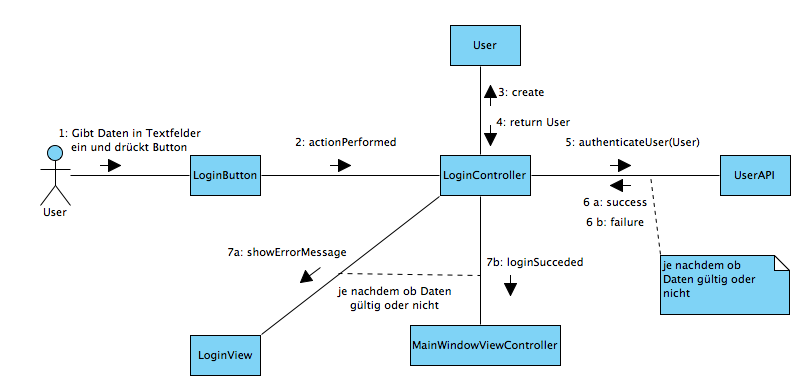 User
3: create
4: return User
1: Gibt Daten in Textfelder
ein und drückt Button
2: actionPerformed
5: authenticateUser(User)
LoginButton
LoginController
UserAPI
User
6 a: success
6 b: failure
7a: showErrorMessage
7b: loginSucceded
je nachdem ob
Daten gültig oder
nicht
je nachdem ob Daten
gültig oder nicht
LoginView
MainWindowViewController